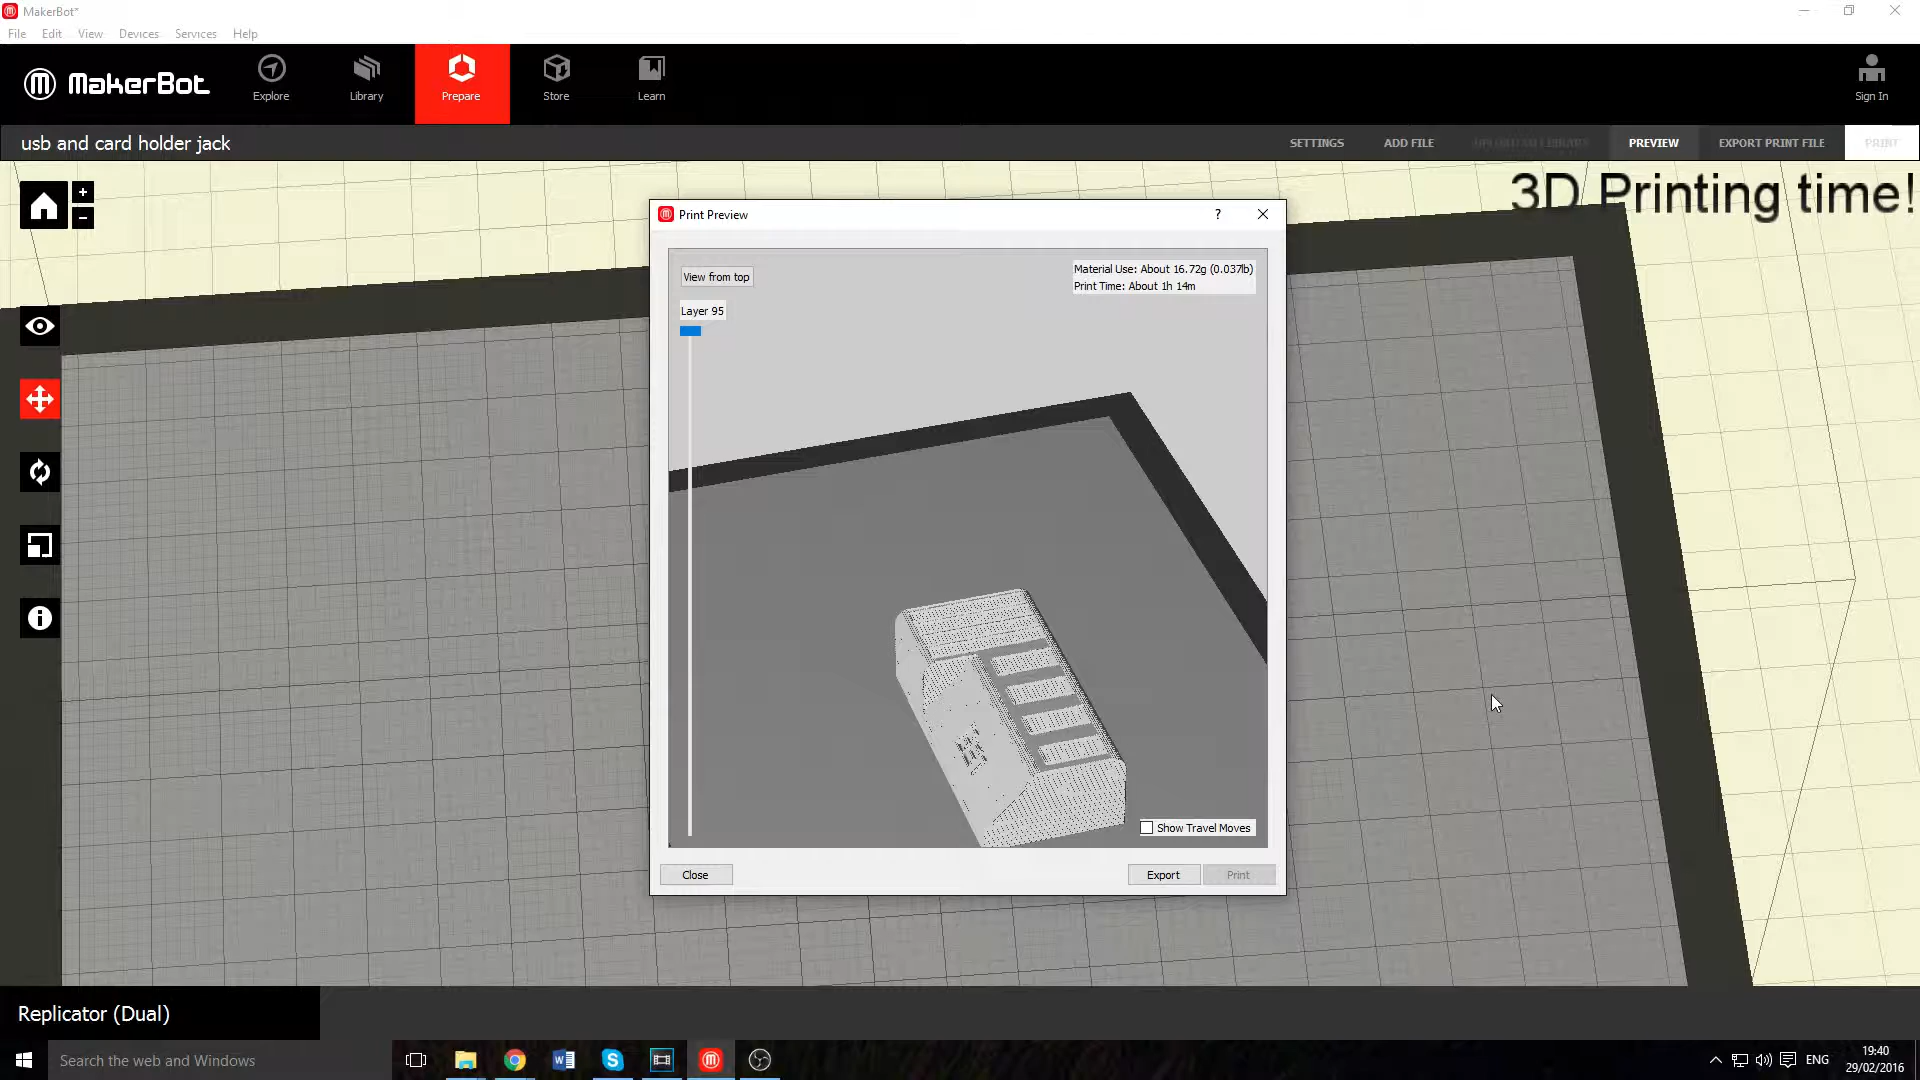 MakerBot*
File Edit View Devices Services Help
MakerBot
Explore Library Prepare Store Learn Sign In
usb and card holder jack
SETTINGS ADD FILE UPLOAD TO LIBRARY PREVIEW EXPORT PRINT FILE PRINT
3D Printing time!
Print Preview ?
View from top
Material Use: About 16.72g (0.037lb)
Print Time: About 1h 14m
Layer 95
Show Travel Moves
Close Export Print
Replicator (Dual)
Search the web and Windows
ENG
19:40
29/02/2016